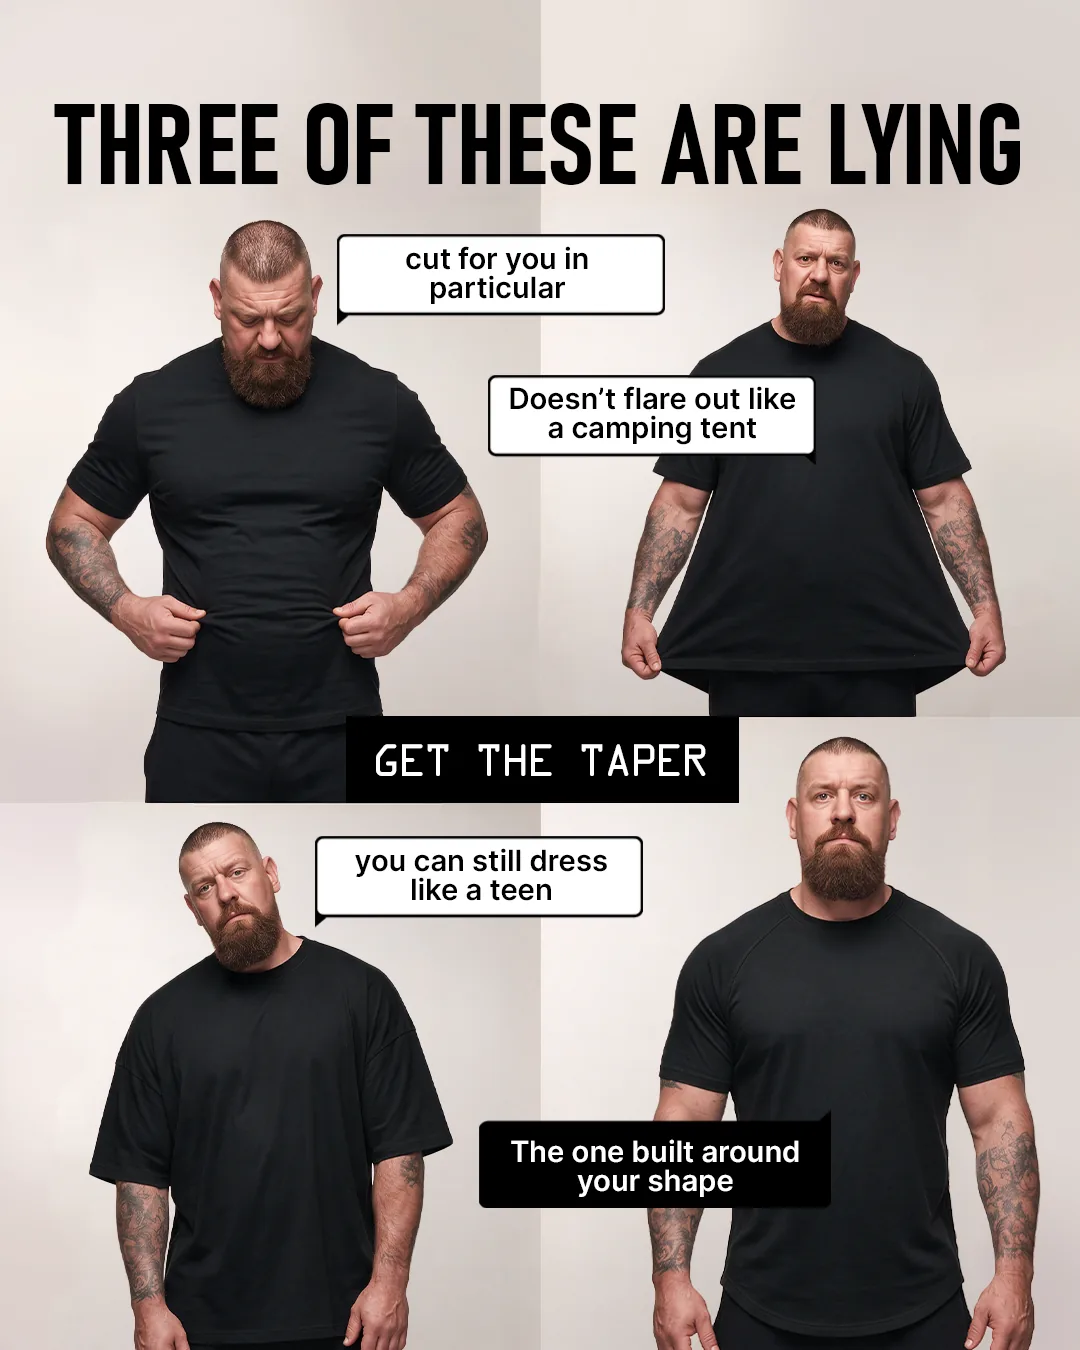 THREE OF THESE ARE LYING
cut for you in
particular
Doesn’t flare out like
a camping tent
GET THE TAPER
you can still dress
like a teen
The one built around
your shape